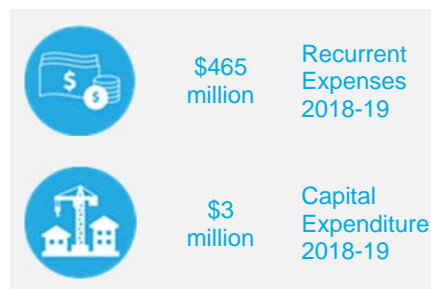 $
$
$465
million
Recurrent
Expenses
2018-19
$3
million
Capital
Expenditure
2018-19